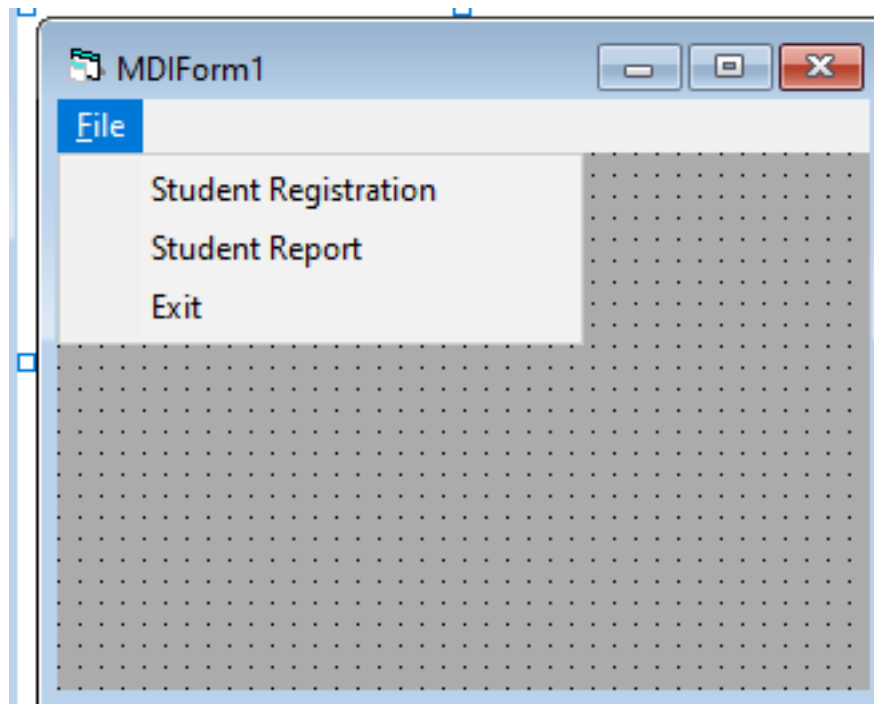 MDIForm1
File
Student Registration
Student Report
Exit